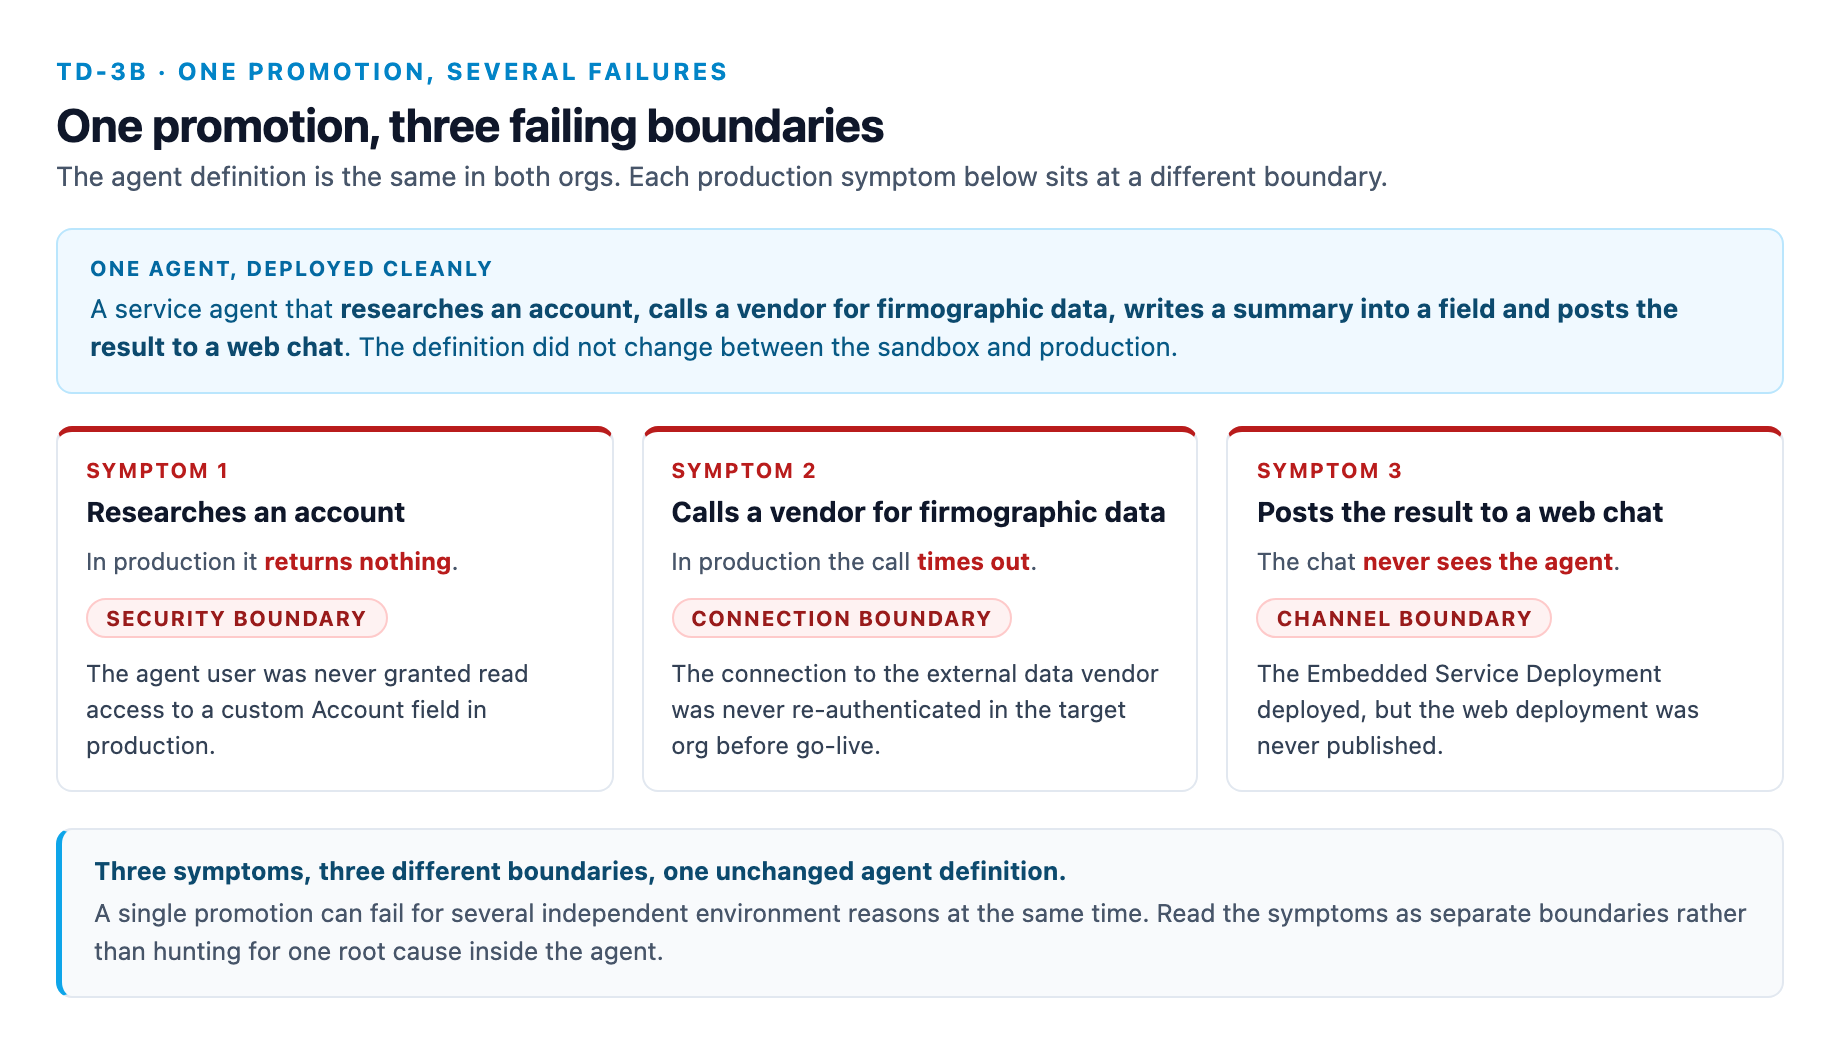 TD-3B · ONE PROMOTION, SEVERAL FAILURES
One promotion, three failing boundaries
The agent definition is the same in both orgs. Each production symptom below sits at a different boundary.
ONE AGENT, DEPLOYED CLEANLY
A service agent that researches an account, calls a vendor for firmographic data, writes a summary into a field and posts the
result to a web chat. The definition did not change between the sandbox and production.
SYMPTOM 1
Researches an account
In production it returns nothing.
SECURITY BOUNDARY
The agent user was never granted read
access to a custom Account field in
production.
SYMPTOM 2
Calls a vendor for firmographic data
In production the call times out.
CONNECTION BOUNDARY
The connection to the external data vendor
was never re-authenticated in the target
org before go-live.
SYMPTOM 3
Posts the result to a web chat
The chat never sees the agent.
CHANNEL BOUNDARY
The Embedded Service Deployment
deployed, but the web deployment was
never published.
Three symptoms, three different boundaries, one unchanged agent definition.
A single promotion can fail for several independent environment reasons at the same time. Read the symptoms as separate boundaries rather
than hunting for one root cause inside the agent.